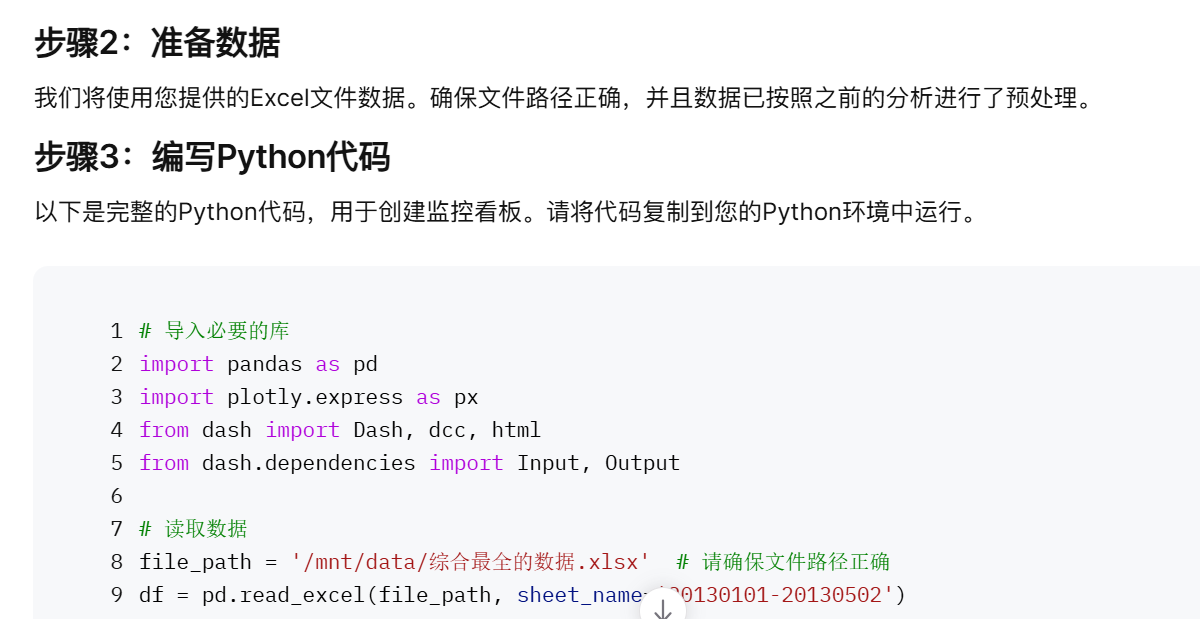 步骤2：准备数据
我们将使用您提供的Excel文件数据。确保文件路径正确，并且数据已按照之前的分析进行了预处理。
步骤3：编写Python代码
以下是完整的Python代码，用于创建监控看板。请将代码复制到您的Python环境中运行。
1 # 导入必要的库
2 import pandas as pd
3 import plotly.express as px
4 from dash import Dash, dcc, html
5 from dash.dependencies import Input, Output
6
7 # 读取数据
8 file_path = '/mnt/data/综合最全的数据.xlsx'  # 请确保文件路径正确
9 df = pd.read_excel(file_path, sheet_name='20130101-20130502')